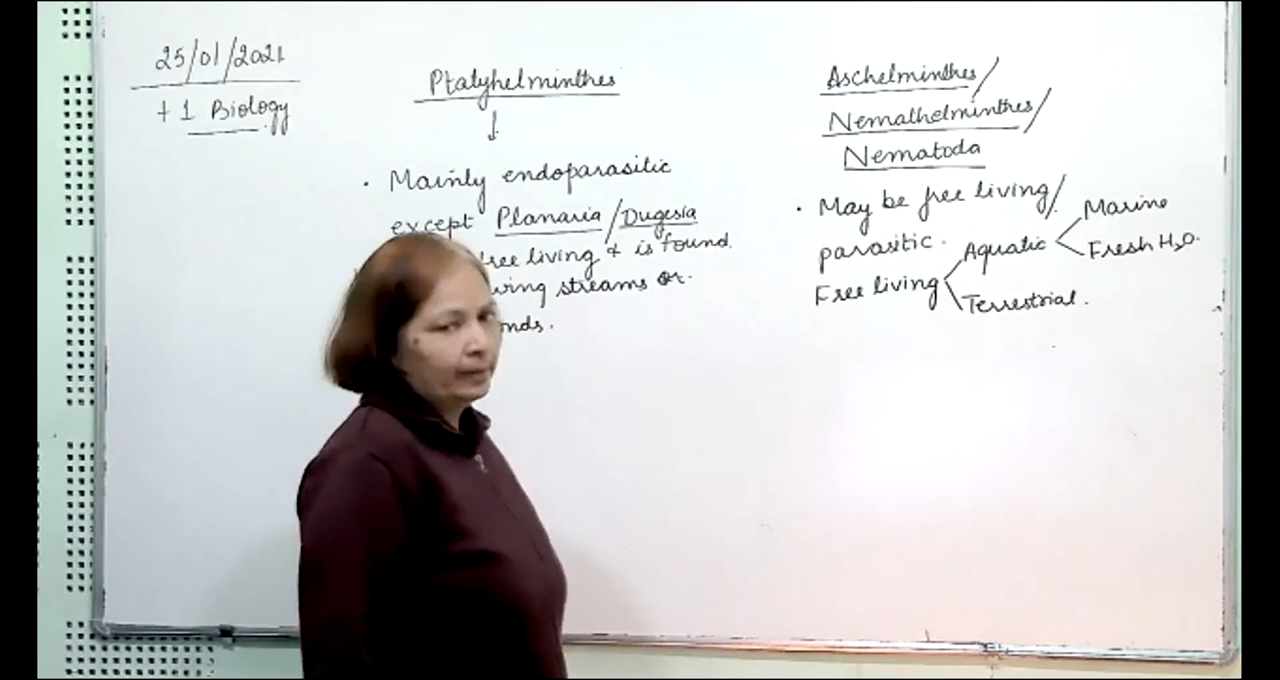 25/01/2021
+1 Biology
Ptatyhelminthes
↓
• Mainly endoparasitic
except Planaria/Dugesia
free living & is found
streams or
Aschelminthes/
Nemathelminthes/
Nematoda
• May be free living/
parasitic.
Free living
Aquatic
Marine
Fresh H₂O.
Terrestrial.